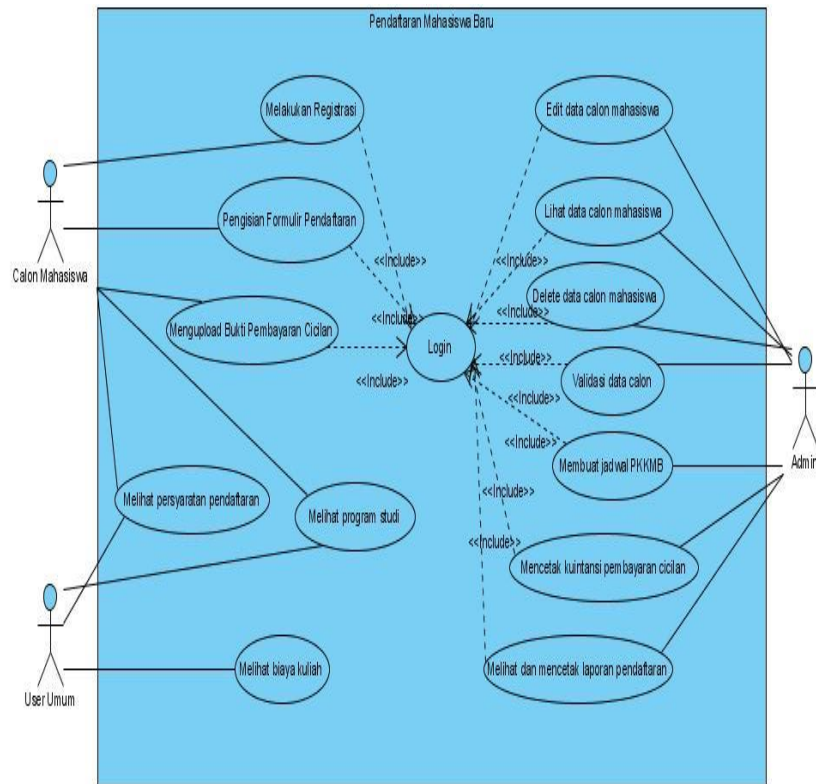 Pendaftaran Mahasiswa Baru
Melakukan Registrasi
Edit data calon mahasiswa
Pengisian Formulir Pendaftaran
Lihat data calon mahasiswa
Calon Mahasiswa
<<Include>>
<<Include>>
Delete data calon mahasiswa
<<Include>>
<<Include>>
Mengupload Bukti Pembayaran Cicilan
Login
<<Include>>
<<Include>>
Validasi data calon
<<Include>>
Admin
Membuat jadwal PKKMB
<<Include>>
Melihat persyaratan pendaftaran
Melihat program studi
<<Include>>
Mencetak kuintansi pembayaran cicilan
Melihat biaya kuliah
Melihat dan mencetak laporan pendaftaran
User Umum